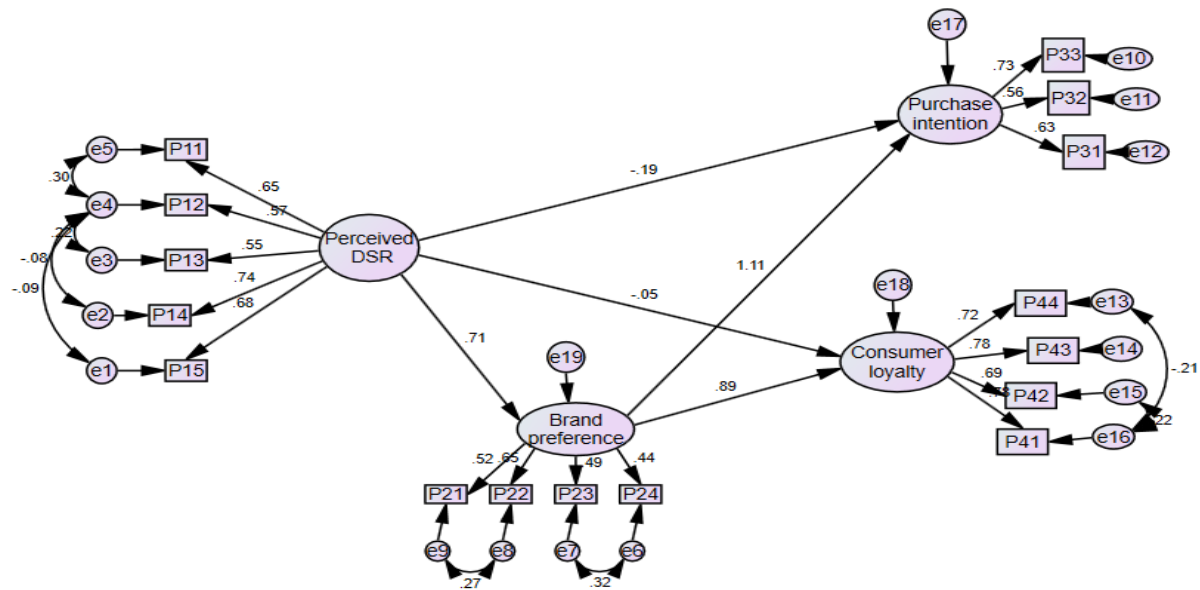 e17
.73
P33
e10
Purchase
intention
.56
P32
e11
.63
P31
e12
e5
P11
.30
.65
e4
P12
.57
-.19
.22
e3
P13
.55
Perceived
DSR
-.08
-.09
.74
e2
P14
.68
e1
P15
1.11
-.05
e18
.72
P44
e13
Consumer
loyalty
.78
P43
e14
-.21
.69
P42
e15
P41
e16
.22
.71
e19
.89
Brand
preference
.52
.65
.49
.44
P21
P22
P23
P24
e9
e8
e7
e6
.27
.32